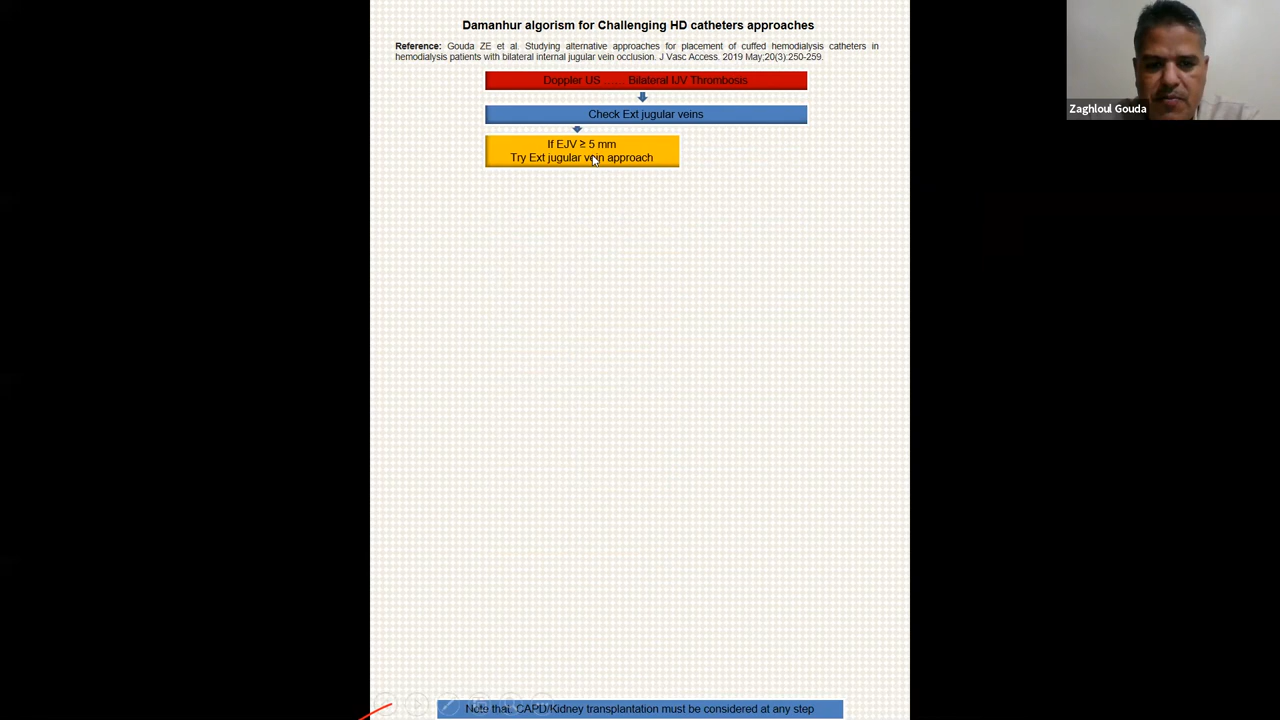 Damanhur algorism for Challenging HD catheters approaches
Reference: Gouda ZE et al. Studying alternative approaches for placement of cuffed hemodialysis catheters in
hemodialysis patients with bilateral internal jugular vein occlusion. J Vasc Access. 2019 May;20(3):250-259.
Doppler US ...... Bilateral IJV Thrombosis
Zaghloul Gouda
Check Ext jugular veins
If EJV ≥ 5 mm
Try Ext jugular vein approach
Note that: CAPD/Kidney transplantation must be considered at any step